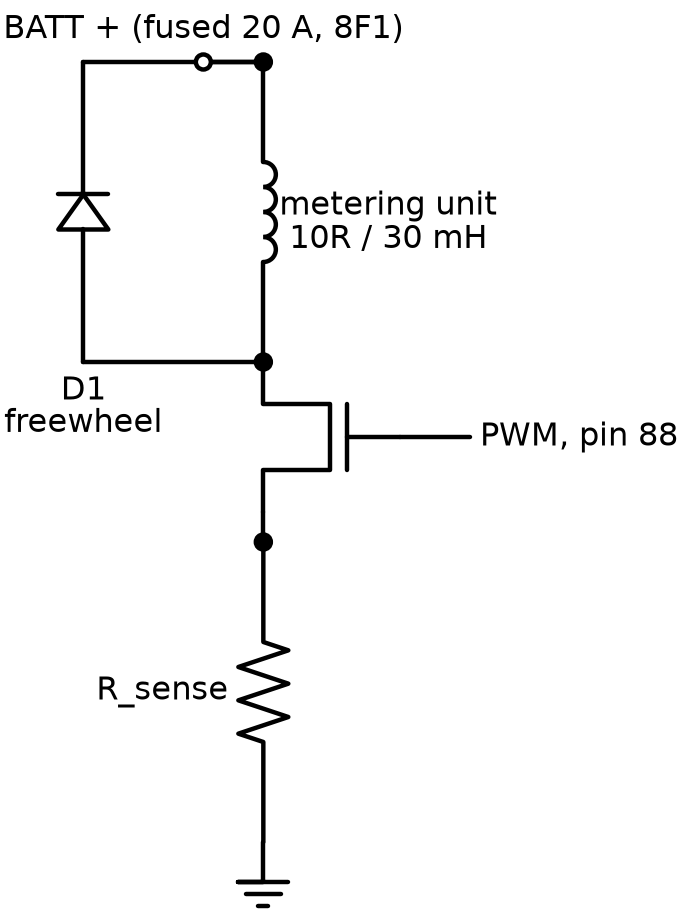 BATT + (fused 20 A, 8F1)
metering unit
10R / 30 mH
D1
freewheel
PWM, pin 88
R_sense